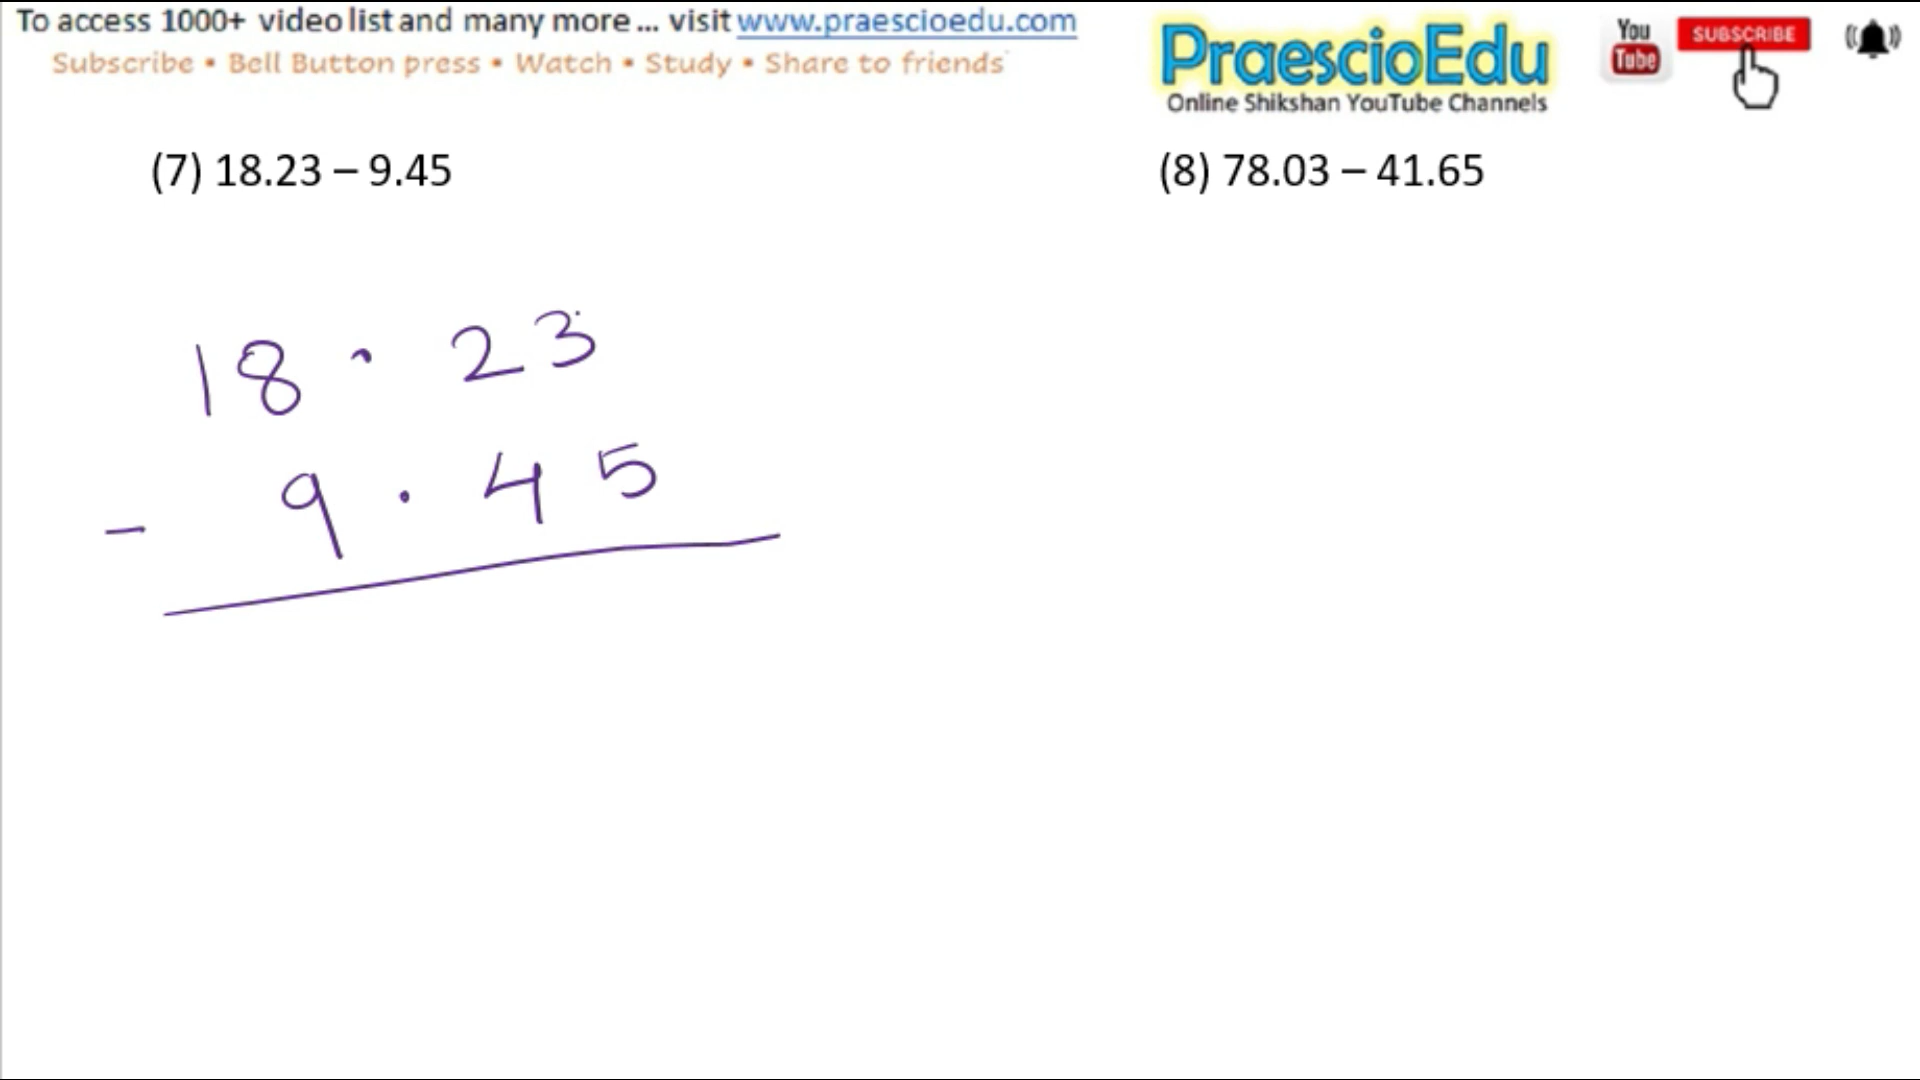 To access 1000+ video list and many more ... visit www.praescioedu.com
Subscribe • Bell Button press • Watch • Study • Share to friends
PraescioEdu
Online Shikshan YouTube Channels
You
Tube
SUBSCRIBE
(7) 18.23 – 9.45
(8) 78.03 – 41.65
18 . 23
- 9 . 45